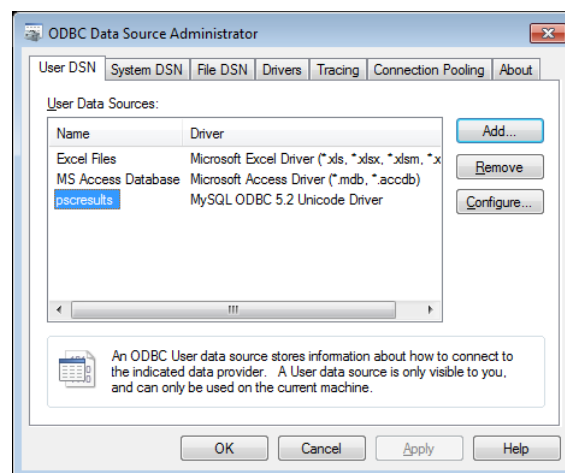 ODBC Data Source Administrator
User DSN System DSN File DSN Drivers Tracing Connection Pooling About
User Data Sources:
Name Driver
Add...
Excel Files Microsoft Excel Driver (*.xls, *.xlsx, *.xlsm, *.x
MS Access Database Microsoft Access Driver (*.mdb, *.accdb)
Remove
pscresults MySQL ODBC 5.2 Unicode Driver
Configure...
An ODBC User data source stores information about how to connect to
the indicated data provider. A User data source is only visible to you,
and can only be used on the current machine.
OK Cancel Apply Help